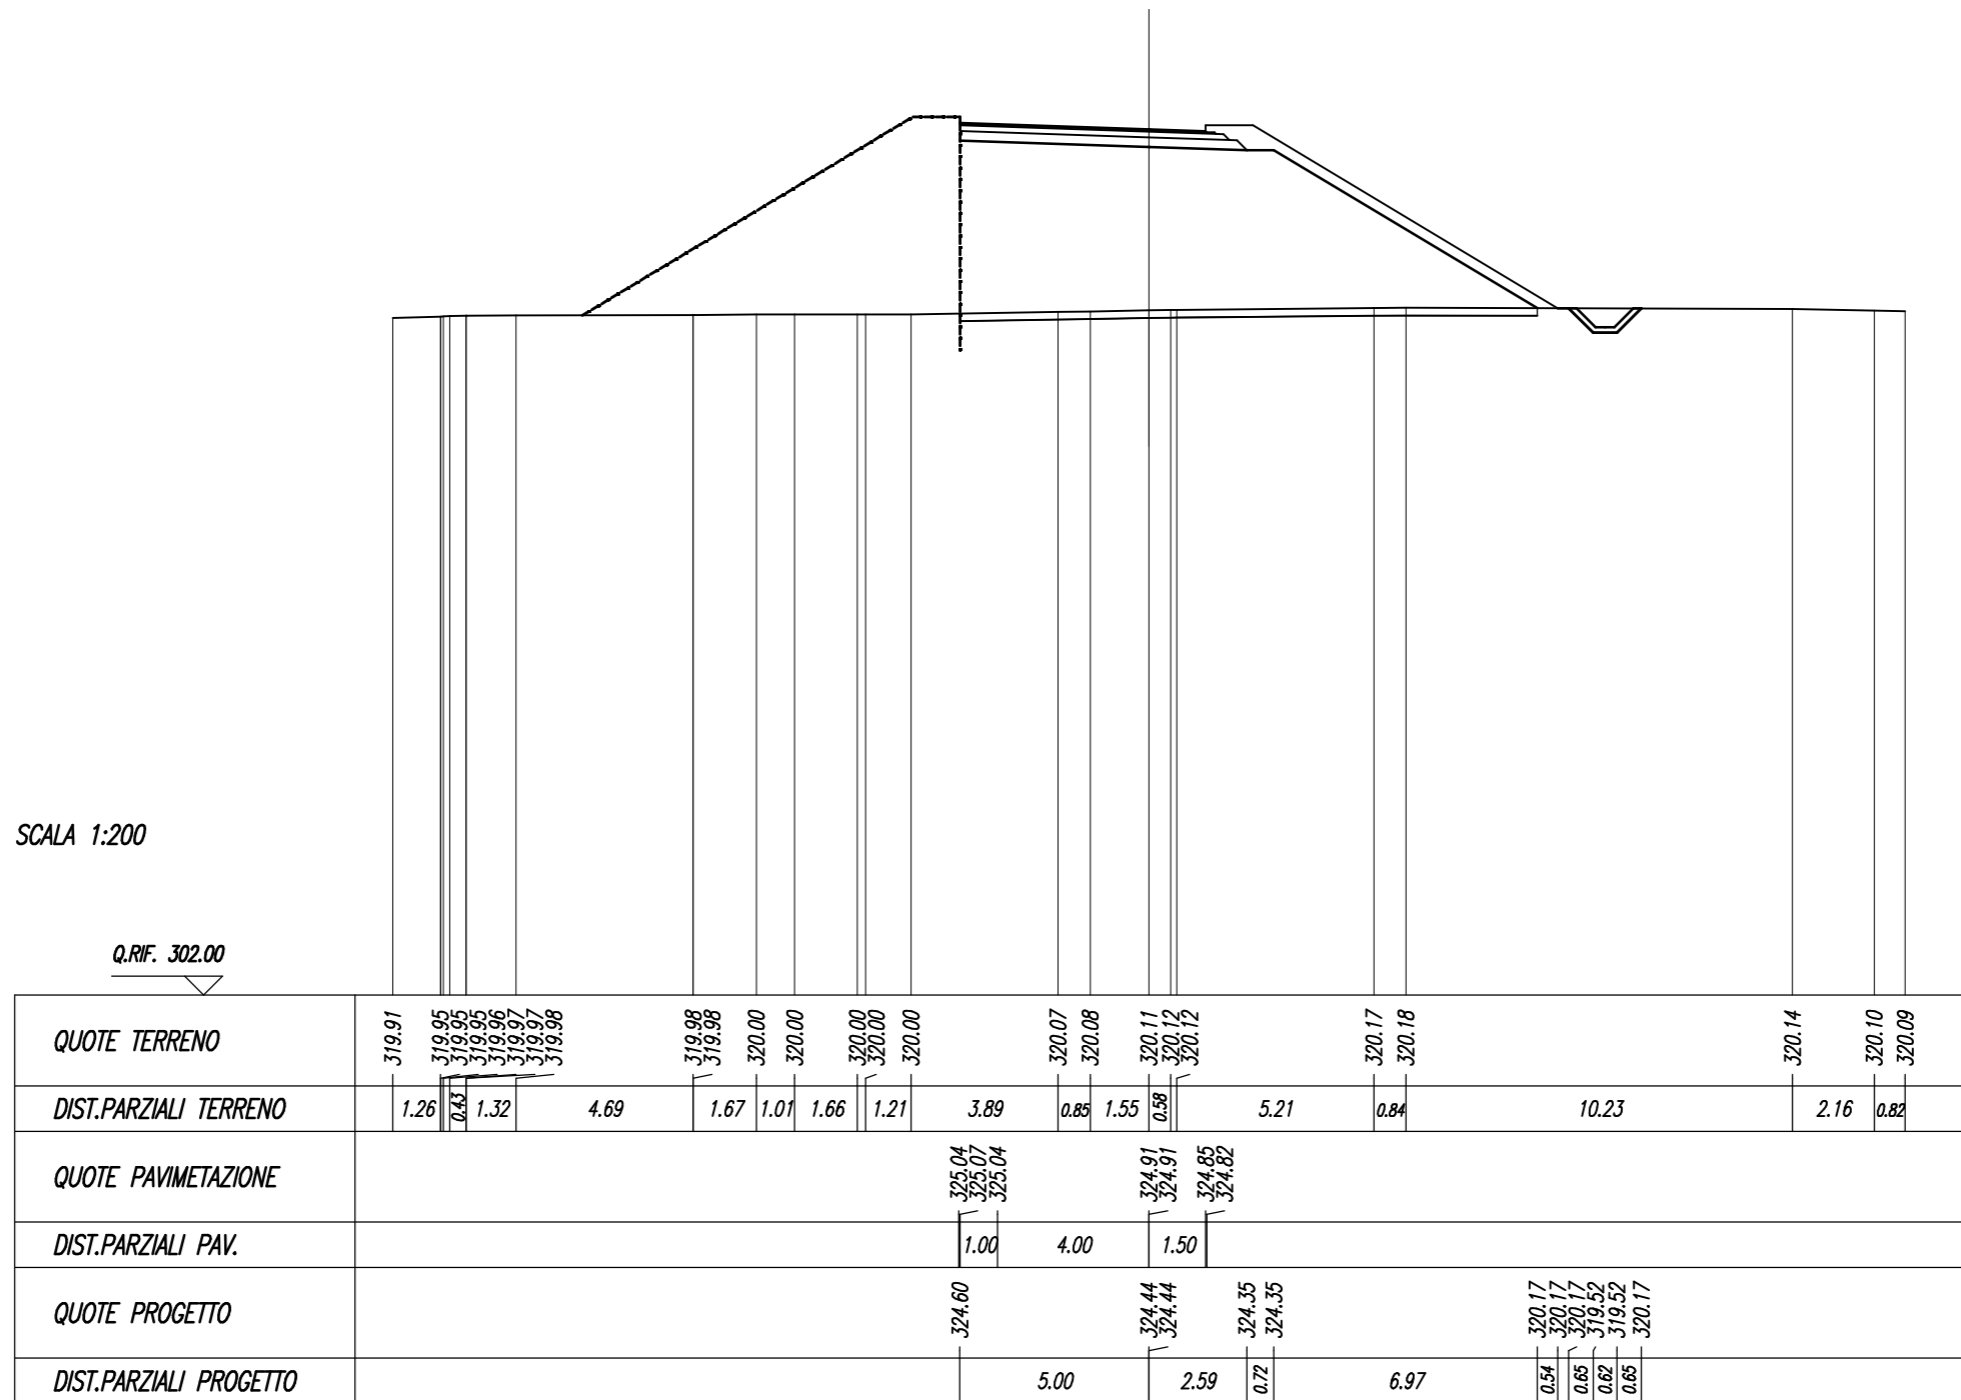 SCALA 1:200
Q.RIF. 302.00
QUOTE TERRENO 319.91 319.95 319.95 319.95 319.96 319.97 319.97 319.98 319.98 319.98 320.00 320.00 320.00 320.00 320.00 320.07 320.08 320.11 320.12 320.12 320.17 320.18 320.14 320.10 320.09
DIST.PARZIALI TERRENO 1.26 0.43 1.32 4.69 1.67 1.01 1.66 1.21 3.89 0.85 1.55 0.58 5.21 0.84 10.23 2.16 0.82
QUOTE PAVIMETAZIONE 325.04 325.07 325.04 324.91 324.91 324.85 324.82
DIST.PARZIALI PAV. 1.00 4.00 1.50
QUOTE PROGETTO 324.60 324.44 324.44 324.35 324.35 320.17 320.17 320.17 319.52 319.52 320.17
DIST.PARZIALI PROGETTO 5.00 2.59 0.72 6.97 0.54 0.65 0.62 0.65